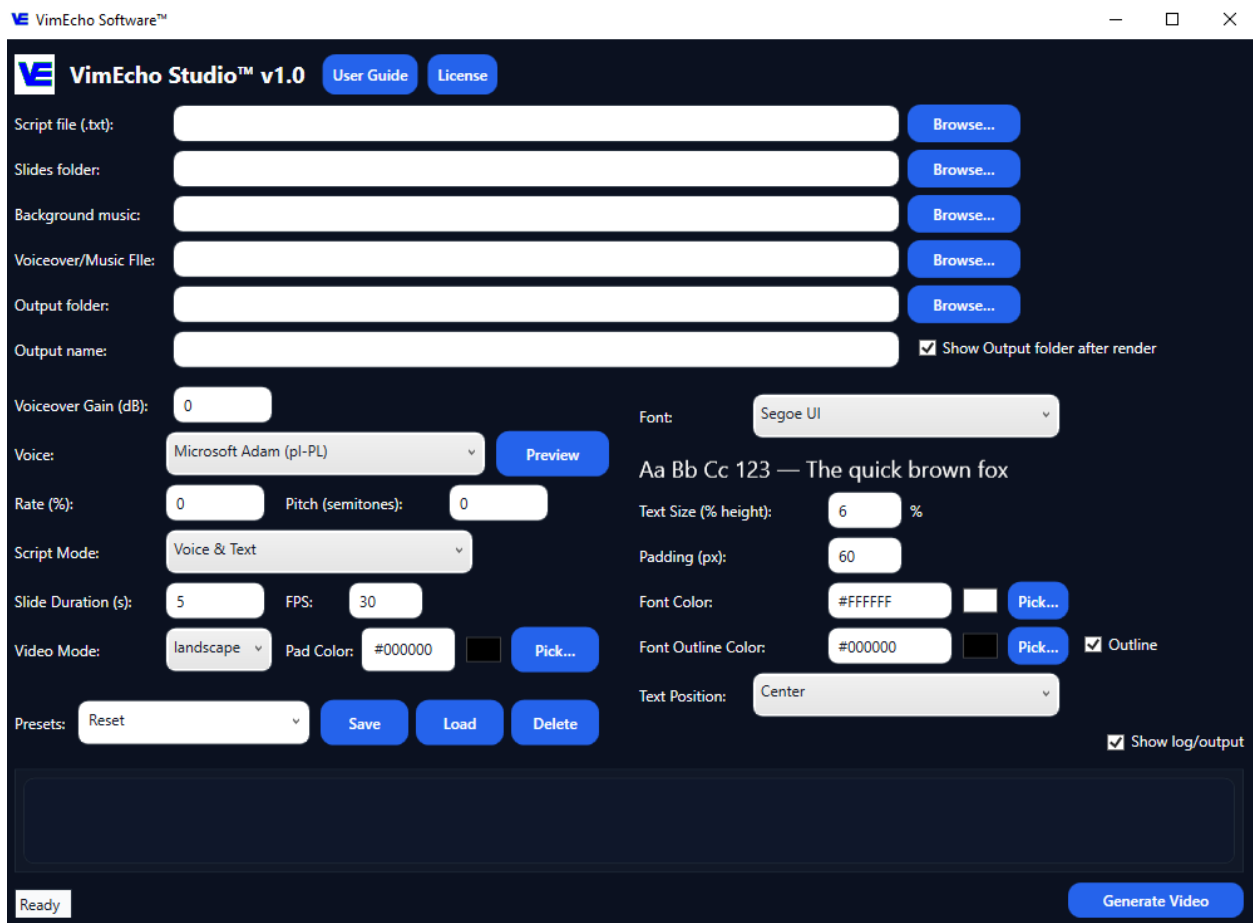 VE VimEcho Software™
VE VimEcho Studio™ v1.0 User Guide License
Script file (.txt): Browse...
Slides folder: Browse...
Background music: Browse...
Voiceover/Music FIle: Browse...
Output folder: Browse...
Output name: Show Output folder after render
Voiceover Gain (dB): 0
Font: Segoe UI
Voice: Microsoft Adam (pl-PL) Preview
Aa Bb Cc 123 — The quick brown fox
Rate (%): 0 Pitch (semitones): 0
Text Size (% height): 6 %
Script Mode: Voice & Text
Padding (px): 60
Slide Duration (s): 5 FPS: 30
Font Color: #FFFFFF Pick...
Video Mode: landscape Pad Color: #000000 Pick...
Font Outline Color: #000000 Pick... Outline
Text Position: Center
Presets: Reset Save Load Delete
Show log/output
Ready Generate Video